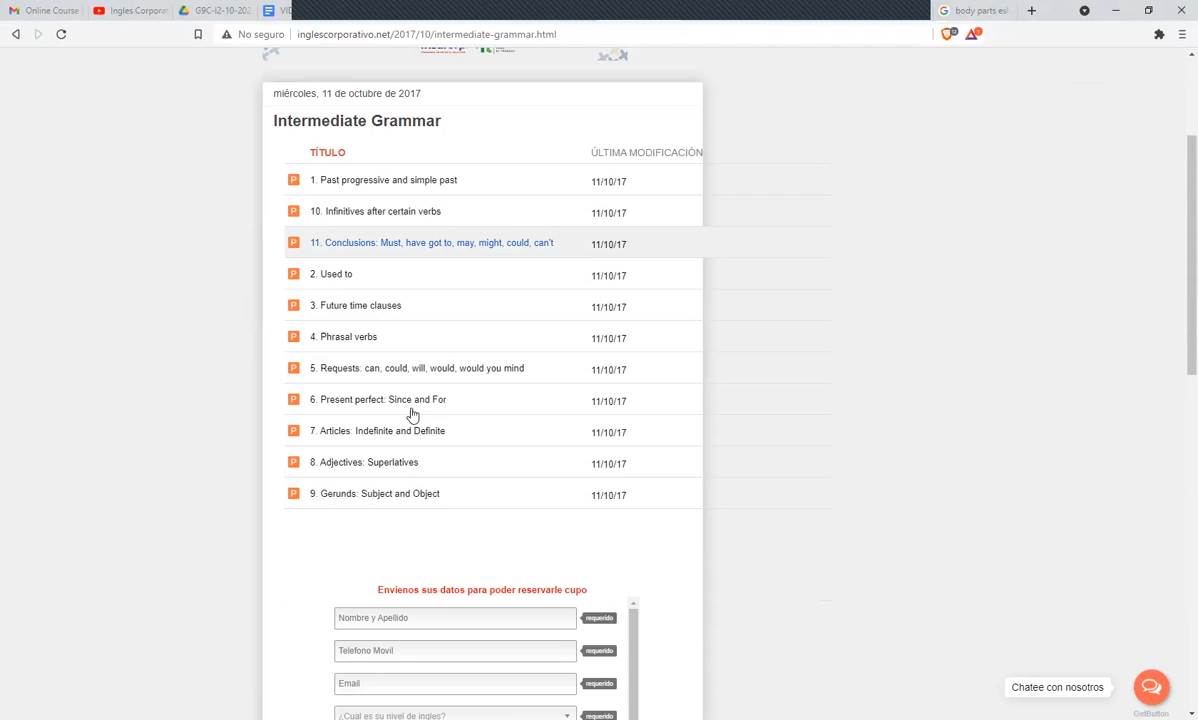 Online Course
Ingles Corporat
G9C-I2-10-202
VID
body parts esl
No seguro
inglescorporativo.net/2017/10/intermediate-grammar.html
miércoles, 11 de octubre de 2017
Intermediate Grammar
TÍTULO ÚLTIMA MODIFICACIÓN
P 1. Past progressive and simple past 11/10/17
P 10. Infinitives after certain verbs 11/10/17
P 11. Conclusions: Must, have got to, may, might, could, can't 11/10/17
P 2. Used to 11/10/17
P 3. Future time clauses 11/10/17
P 4. Phrasal verbs 11/10/17
P 5. Requests: can, could, will, would, would you mind 11/10/17
P 6. Present perfect: Since and For 11/10/17
P 7. Articles: Indefinite and Definite 11/10/17
P 8. Adjectives: Superlatives 11/10/17
P 9. Gerunds: Subject and Object 11/10/17
Envienos sus datos para poder reservarle cupo
Nombre y Apellido requerido
Telefono Movil requerido
Email requerido
¿Cual es su nivel de ingles? requerido
Chatee con nosotros
GetButton